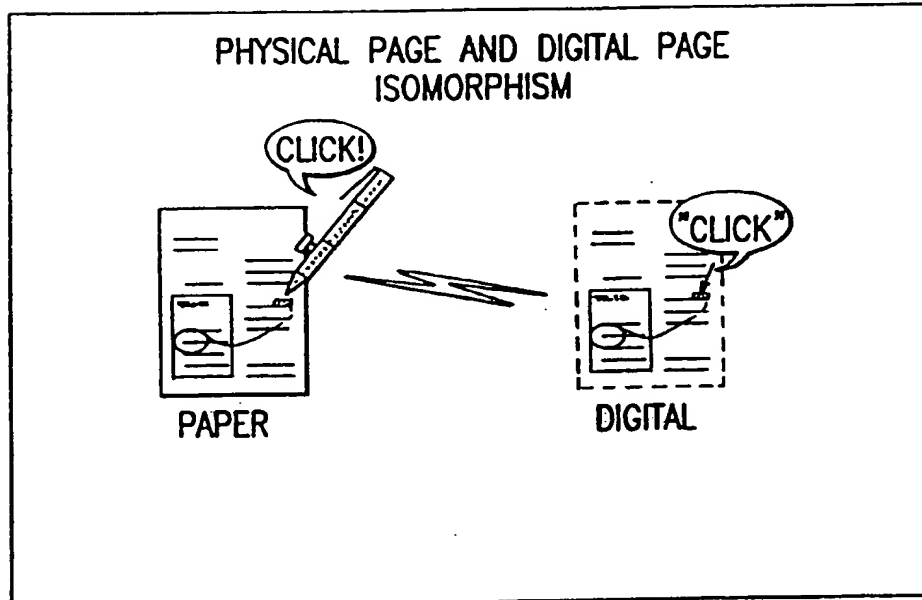 PHYSICAL PAGE AND DIGITAL PAGE
ISOMORPHISM
CLICK!
"CLICK"
PAPER
DIGITAL